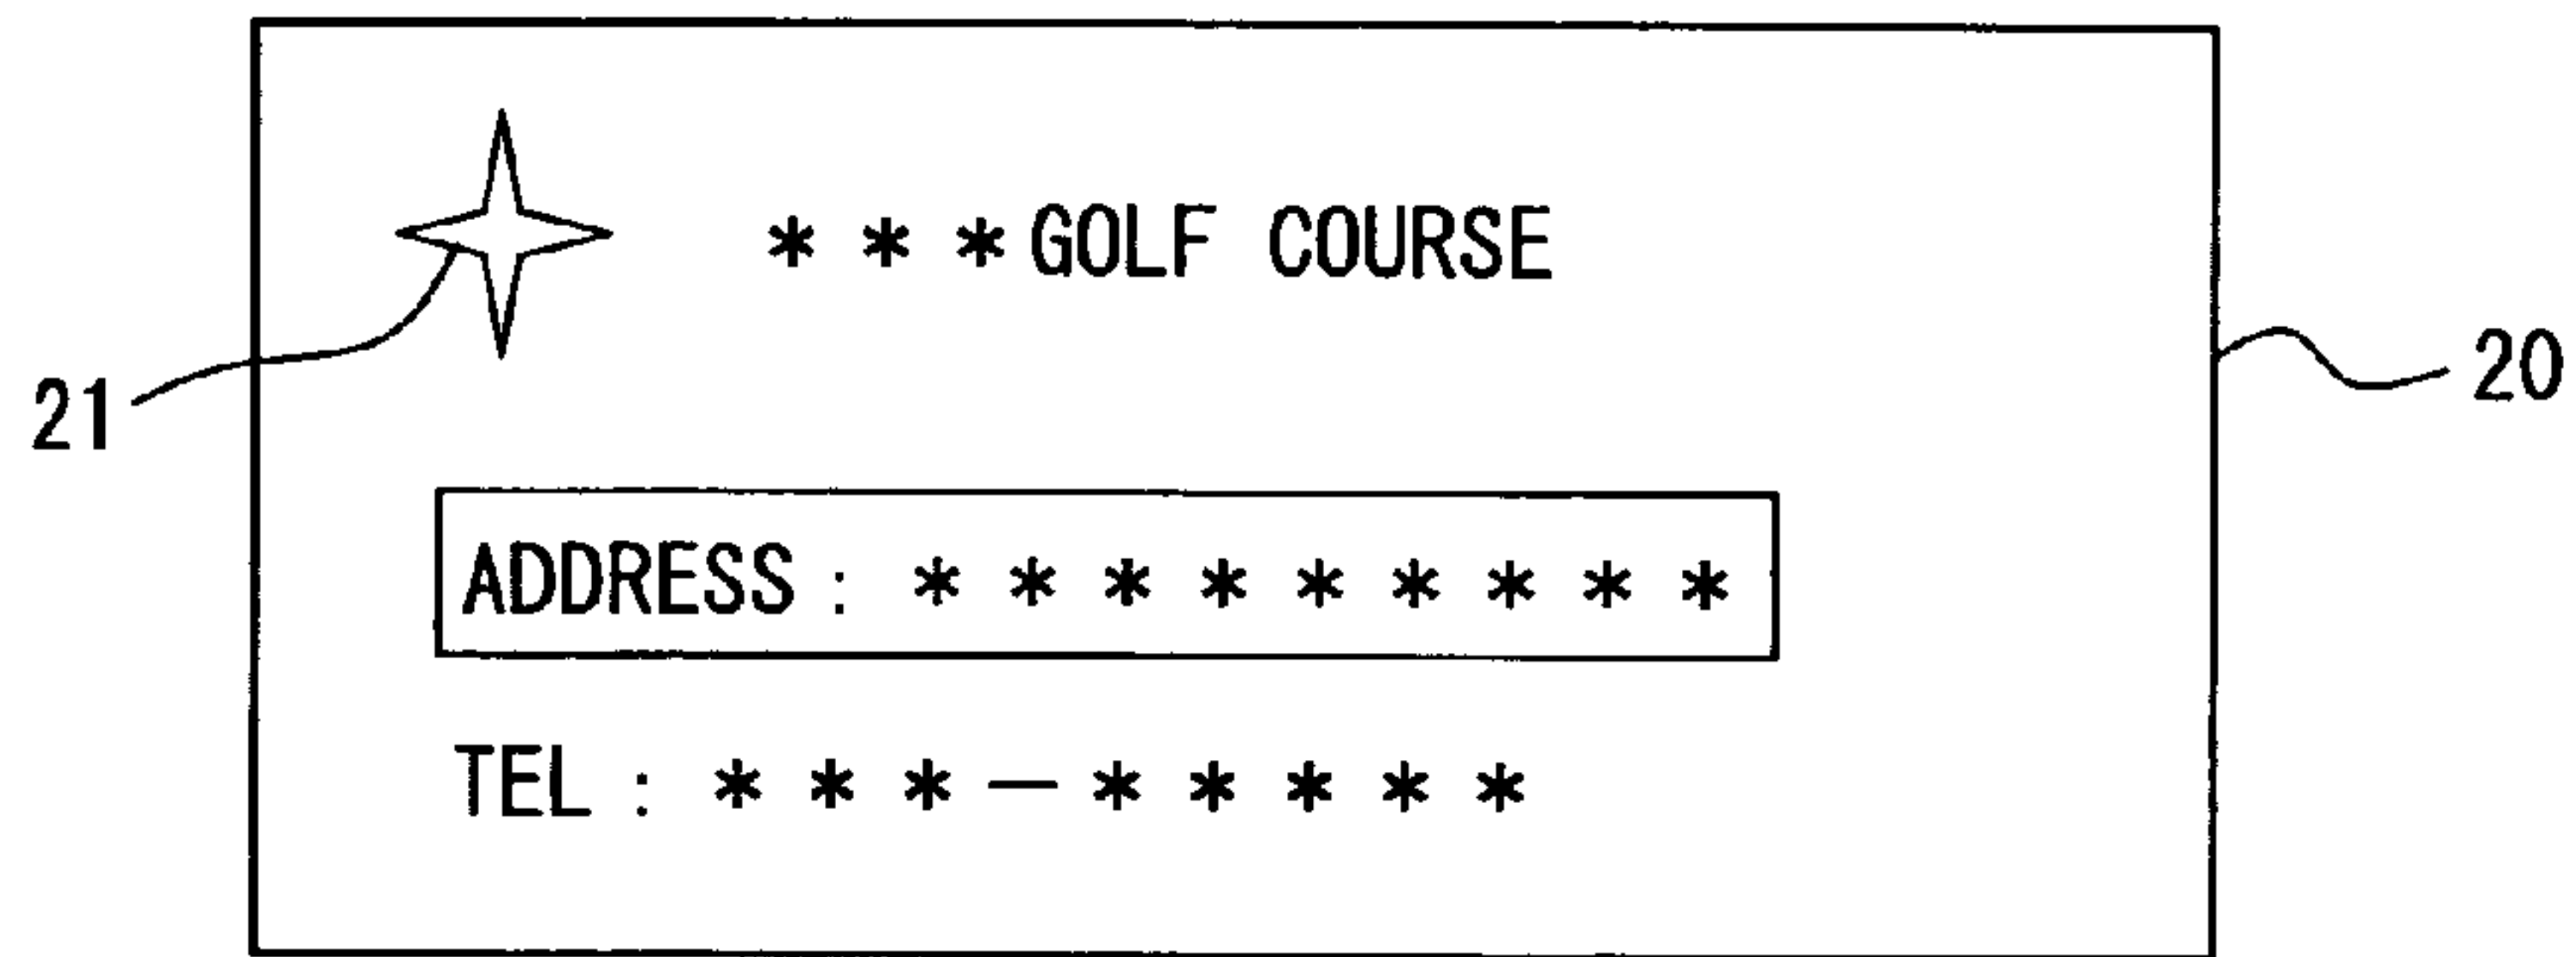 * * * GOLF COURSE
21
20
ADDRESS : * * * * * * * * *
TEL : * * * — * * * * *